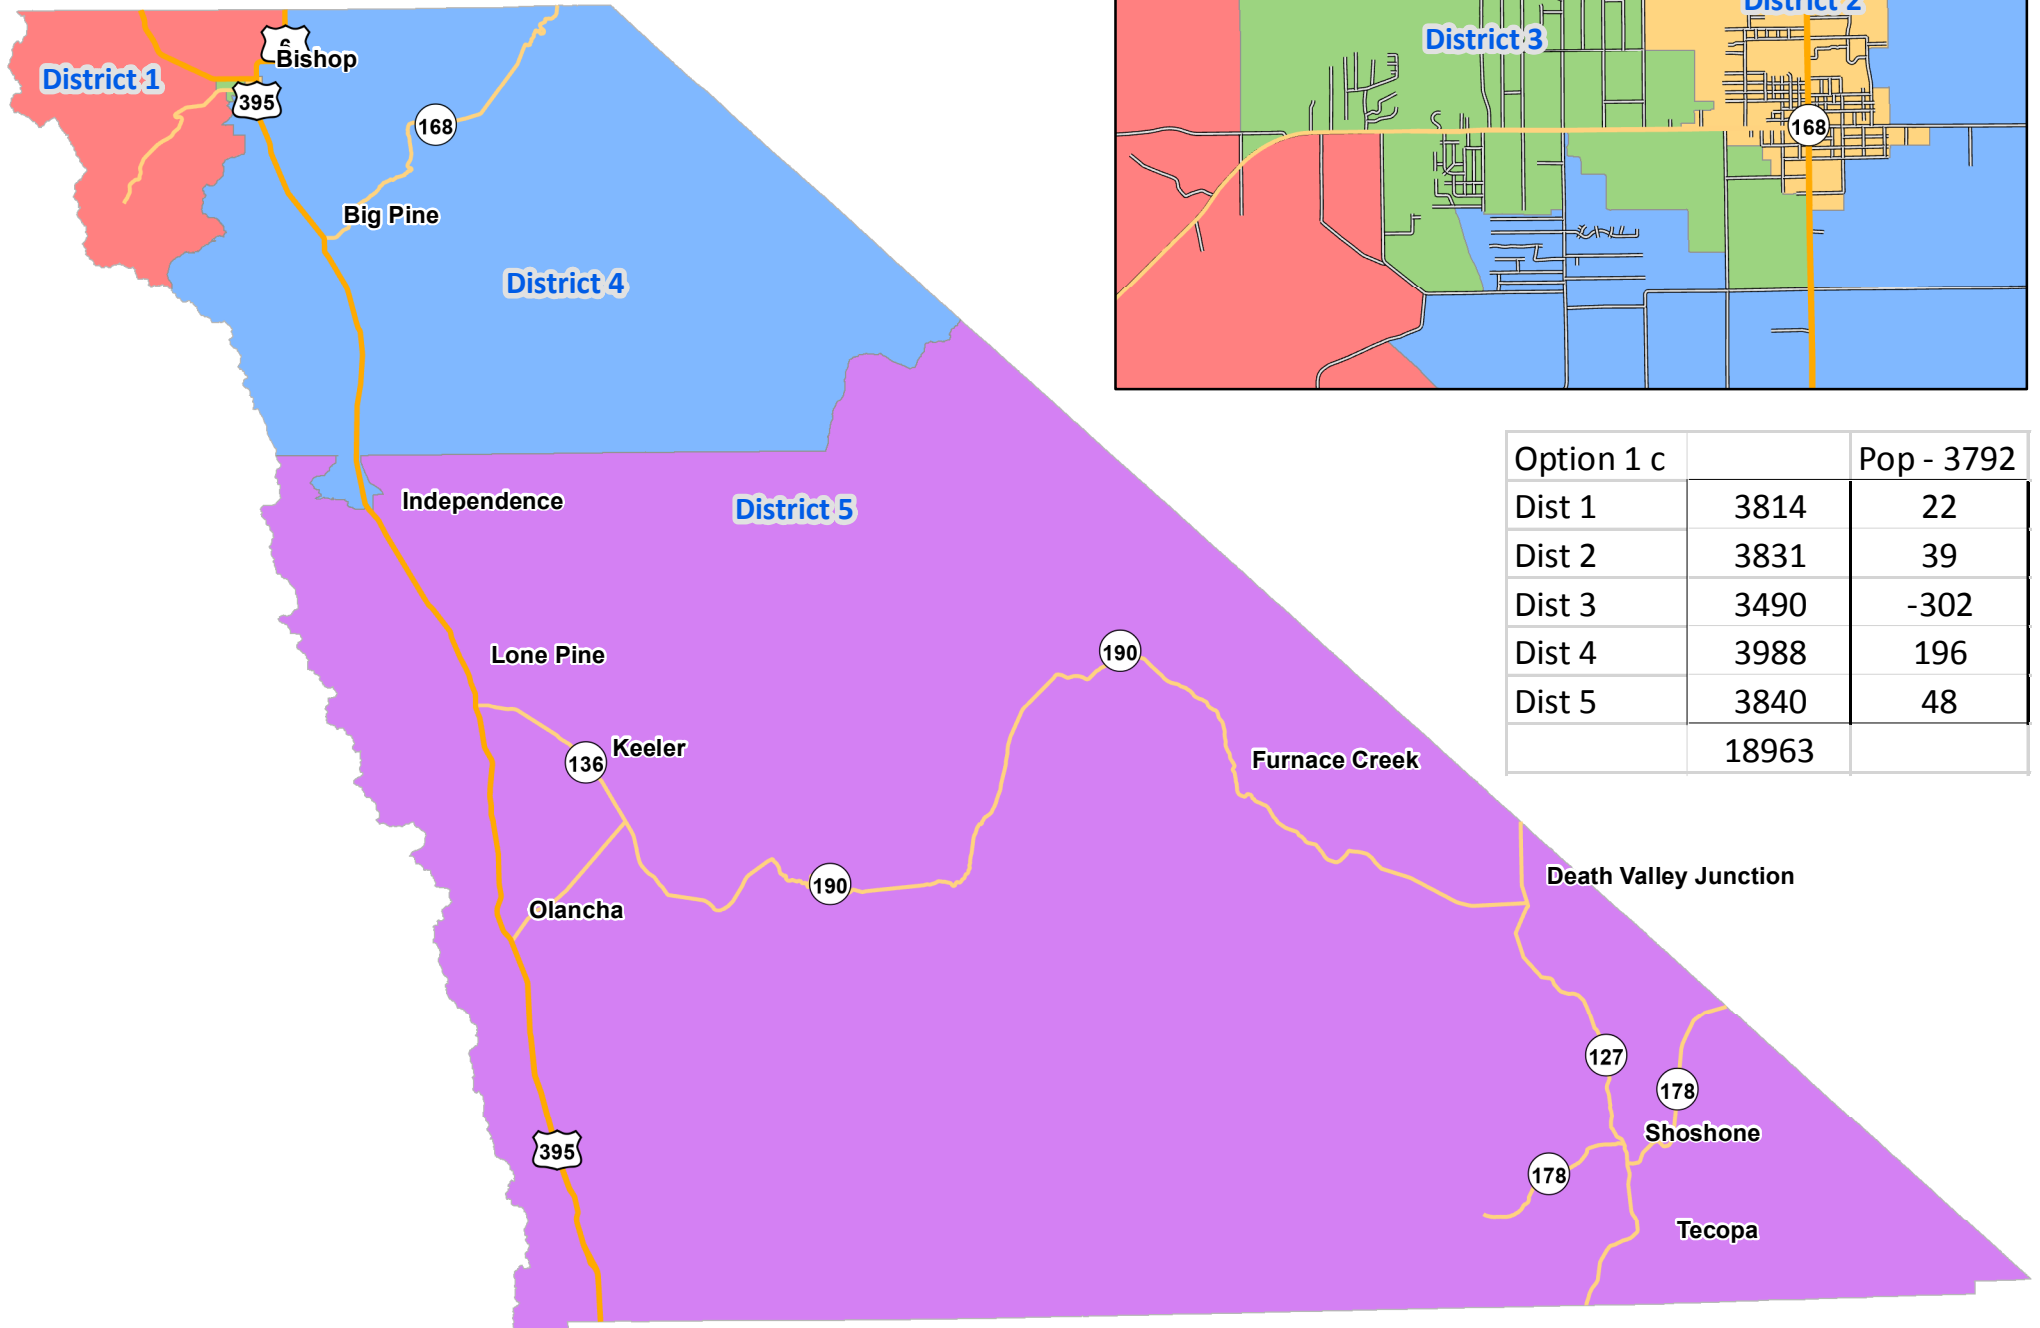 District 2
District 3
168
6
Bishop
District 1
395
168
Big Pine
District 4
Independence
District 5
Lone Pine
190
136
Keeler
Furnace Creek
190
Olancha
Death Valley Junction
127
178
Shoshone
395
178
Tecopa
Option 1 c Pop - 3792
Dist 1 3814 22
Dist 2 3831 39
Dist 3 3490 -302
Dist 4 3988 196
Dist 5 3840 48
18963